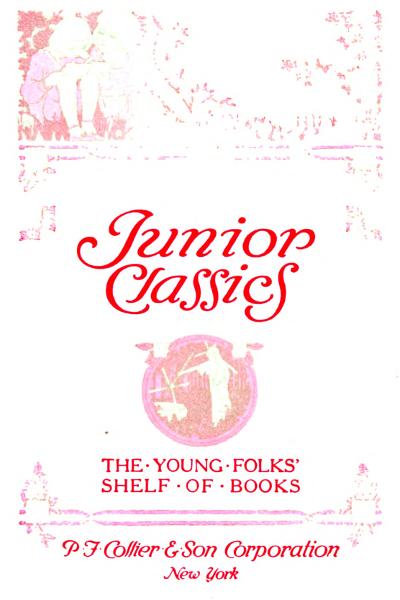 Junior
Classics
THE · YOUNG · FOLKS'
SHELF · OF · BOOKS
P · F · Collier · & · Son Corporation
New York